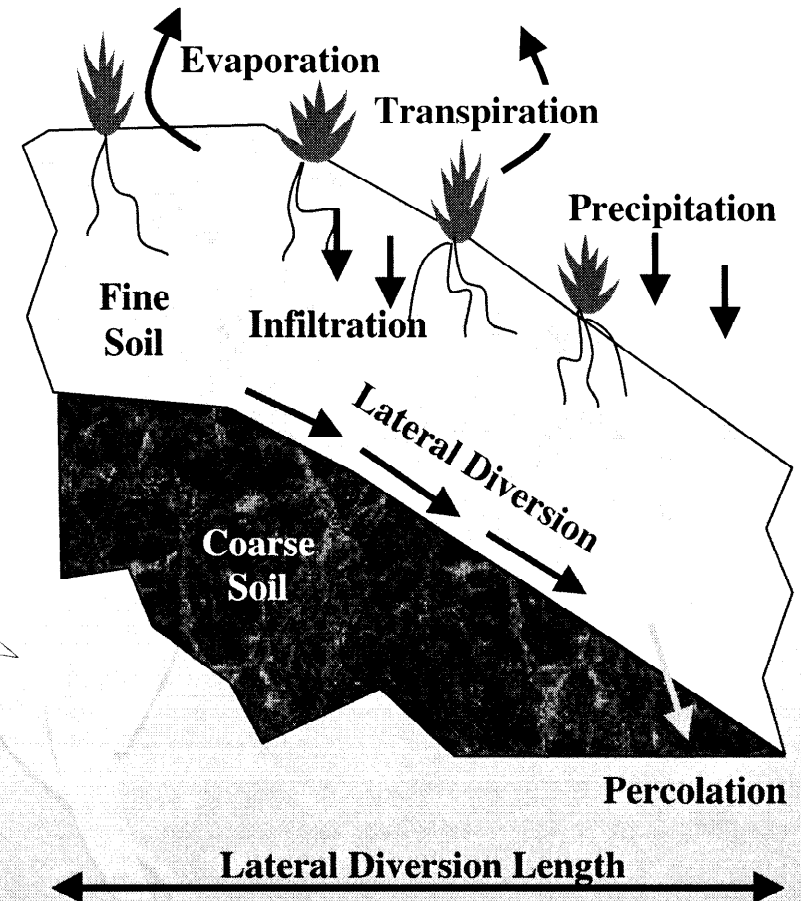 Evaporation
Transpiration
Precipitation
Fine
Soil
Infiltration
Lateral Diversion
Coarse
Soil
Percolation
Lateral Diversion Length